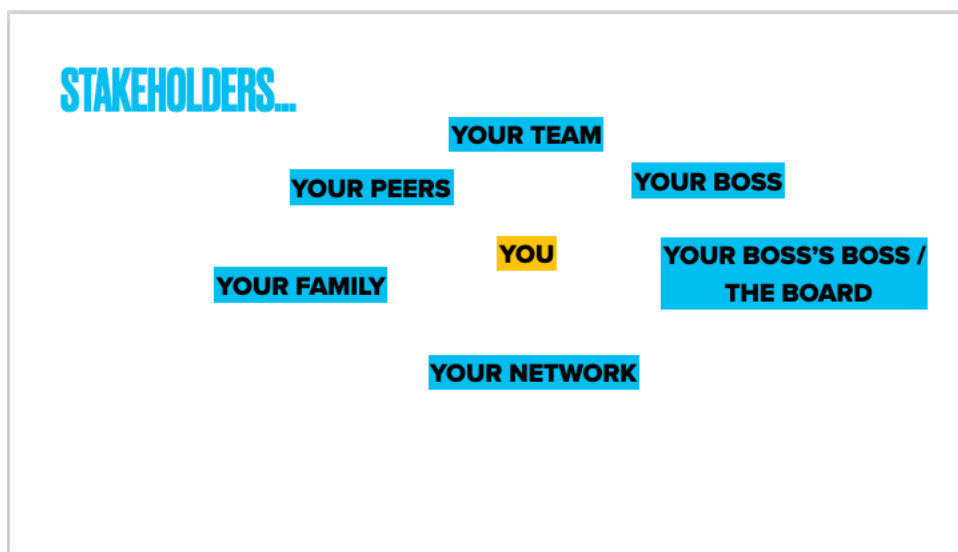 STAKEHOLDERS...
YOUR TEAM
YOUR PEERS
YOUR BOSS
YOU
YOUR BOSS’S BOSS /
THE BOARD
YOUR FAMILY
YOUR NETWORK